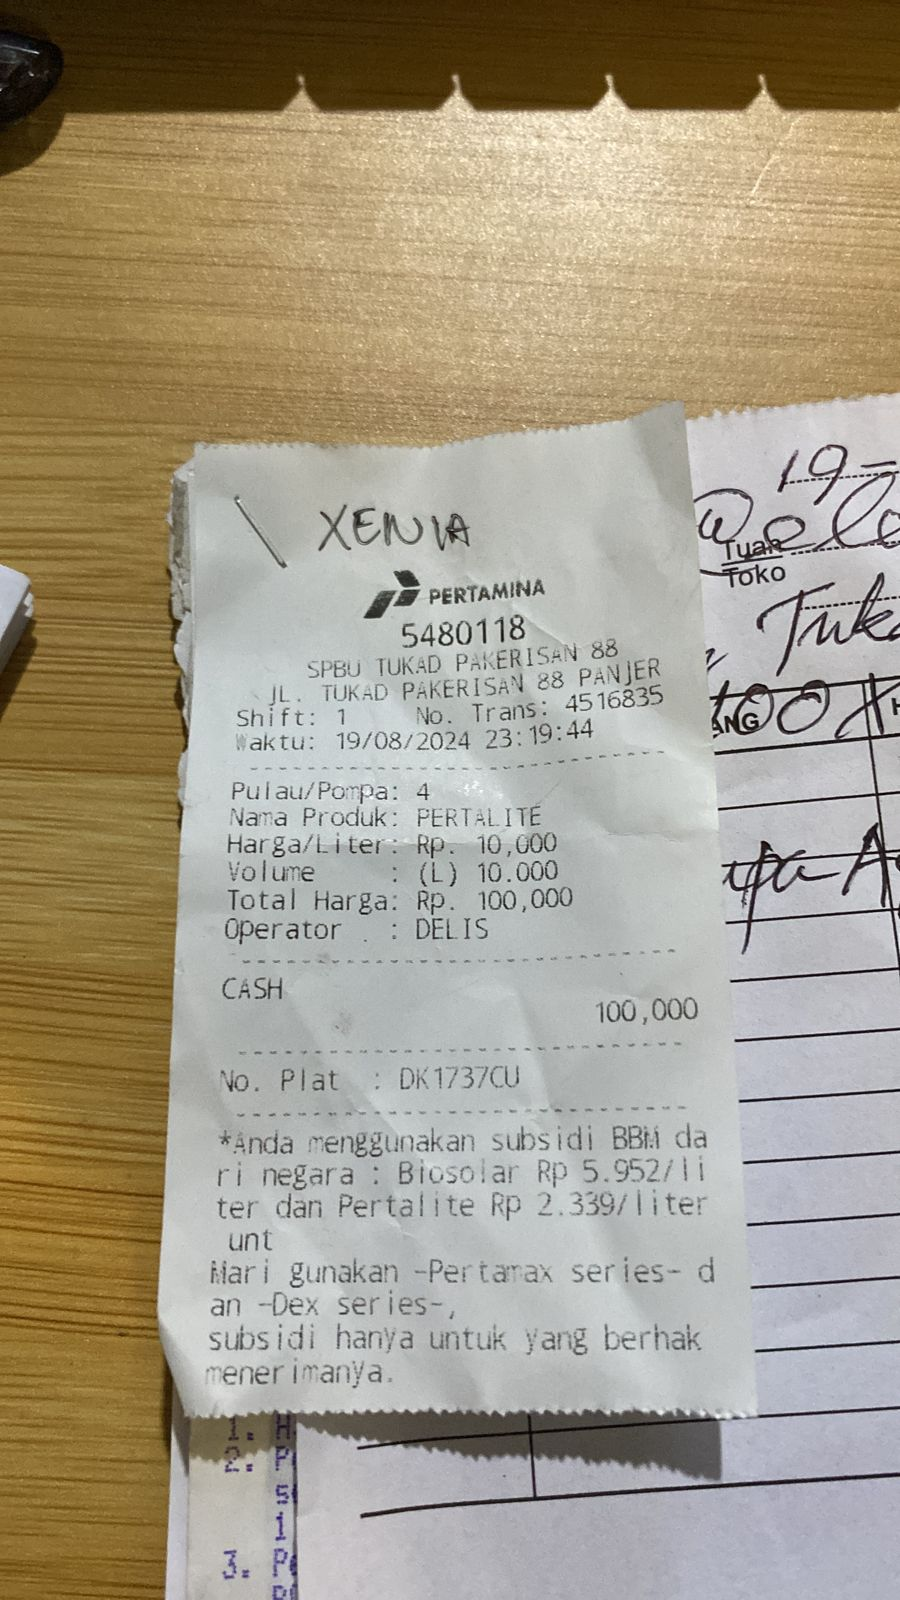 XENIA
PERTAMINA
5480118
SPBU TUKAD PAKERISAN 88
JL. TUKAD PAKERISAN 88 PANJER
Shift: 1 No. Trans: 4516835
Waktu: 19/08/2024 23:19:44
Pulau/Pompa: 4
Nama Produk: PERTALITE
Harga/Liter: Rp. 10,000
Volume : (L) 10.000
Total Harga: Rp. 100,000
Operator . : DELIS
CASH
100,000
No. Plat : DK1737CU
*Anda menggunakan subsidi BBM da
ri negara : Biosolar Rp 5.952/li
ter dan Pertalite Rp 2.339/liter
unt
Mari gunakan -Pertamax series- d
an -Dex series-,
subsidi hanya untuk yang berhak
menerimanya.
19-
Tuan
Toko
ANG
1. H
2. P
3. P